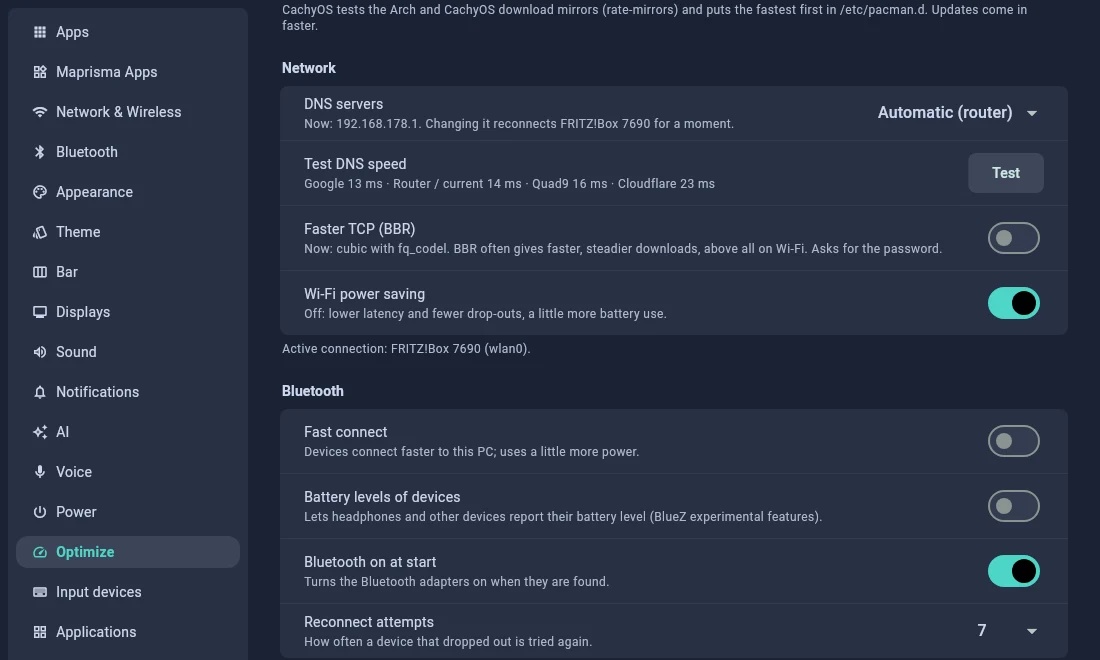 Apps
Maprisma Apps
Network & Wireless
Bluetooth
Appearance
Theme
Bar
Displays
Sound
Notifications
AI
Voice
Power
Optimize
Input devices
Applications
CachyOS tests the Arch and CachyOS download mirrors (rate-mirrors) and puts the fastest first in /etc/pacman.d. Updates come in
faster.
Network
DNS servers
Now: 192.168.178.1. Changing it reconnects FRITZ!Box 7690 for a moment.
Automatic (router)
Test DNS speed
Google 13 ms · Router / current 14 ms · Quad9 16 ms · Cloudflare 23 ms
Test
Faster TCP (BBR)
Now: cubic with fq_codel. BBR often gives faster, steadier downloads, above all on Wi-Fi. Asks for the password.
Wi-Fi power saving
Off: lower latency and fewer drop-outs, a little more battery use.
Active connection: FRITZ!Box 7690 (wlan0).
Bluetooth
Fast connect
Devices connect faster to this PC; uses a little more power.
Battery levels of devices
Lets headphones and other devices report their battery level (BlueZ experimental features).
Bluetooth on at start
Turns the Bluetooth adapters on when they are found.
Reconnect attempts
How often a device that dropped out is tried again.
7